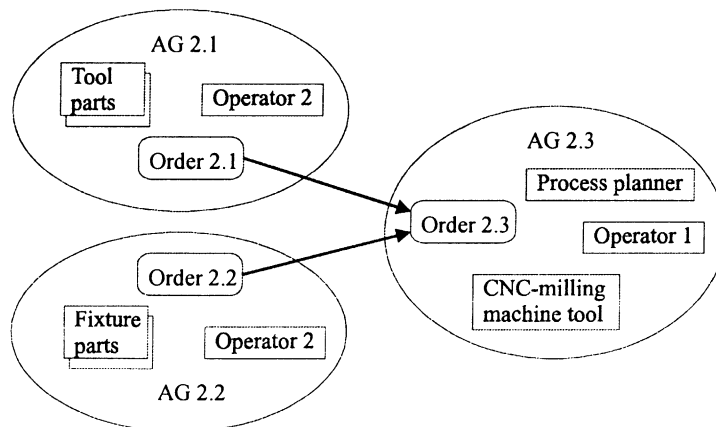 AG 2.1
Tool
parts
Operator 2
Order 2.1
AG 2.3
Process planner
Order 2.3
Operator 1
CNC-milling
machine tool
Order 2.2
Fixture
parts
Operator 2
AG 2.2